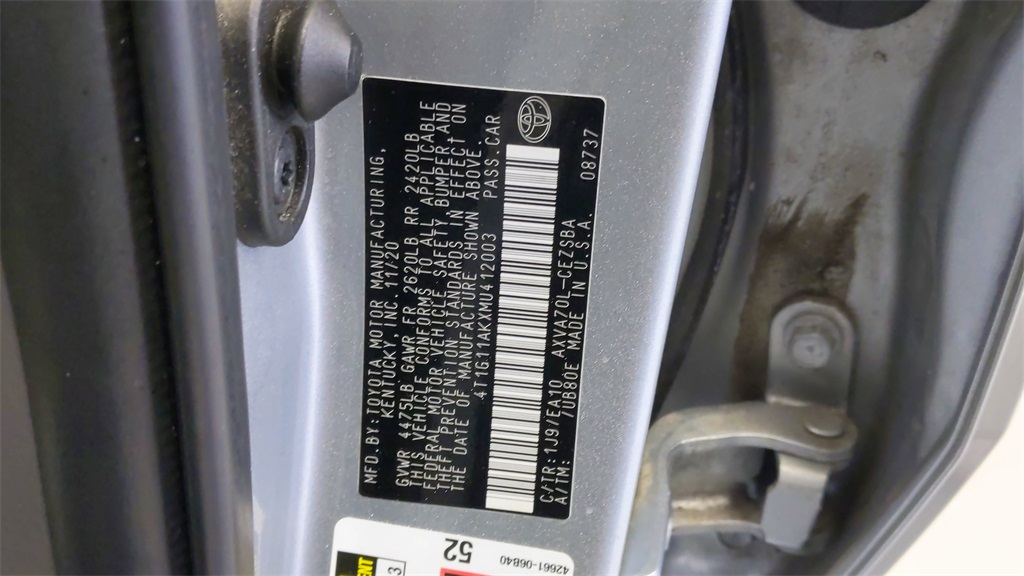 MFD.BY: TOYOTA MOTOR MANUFACTURING,
KENTUCKY, INC. 11/20
GVWR 4475LB GAWR FR 2620LB RR 2420LB
THIS VEHICLE CONFORMS TO ALL APPLICABLE
FEDERAL MOTOR VEHICLE SAFETY, BUMPER, AND
THEFT PREVENTION STANDARDS IN EFFECT ON
THE DATE OF MANUFACTURE SHOWN ABOVE.
4T1G11AKXMU412003 PASS.CAR
C/TR:1J9/EA10 AXVA70L-CEZSBA 08737
A/TM: /UB80E MADE IN U.S.A.
52
42661-06B40